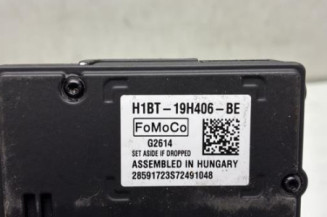 H1BT-19H406-BE
FoMoCo
G2614
SET ASIDE IF DROPPED
ASSEMBLED IN HUNGARY
28591723S72491048